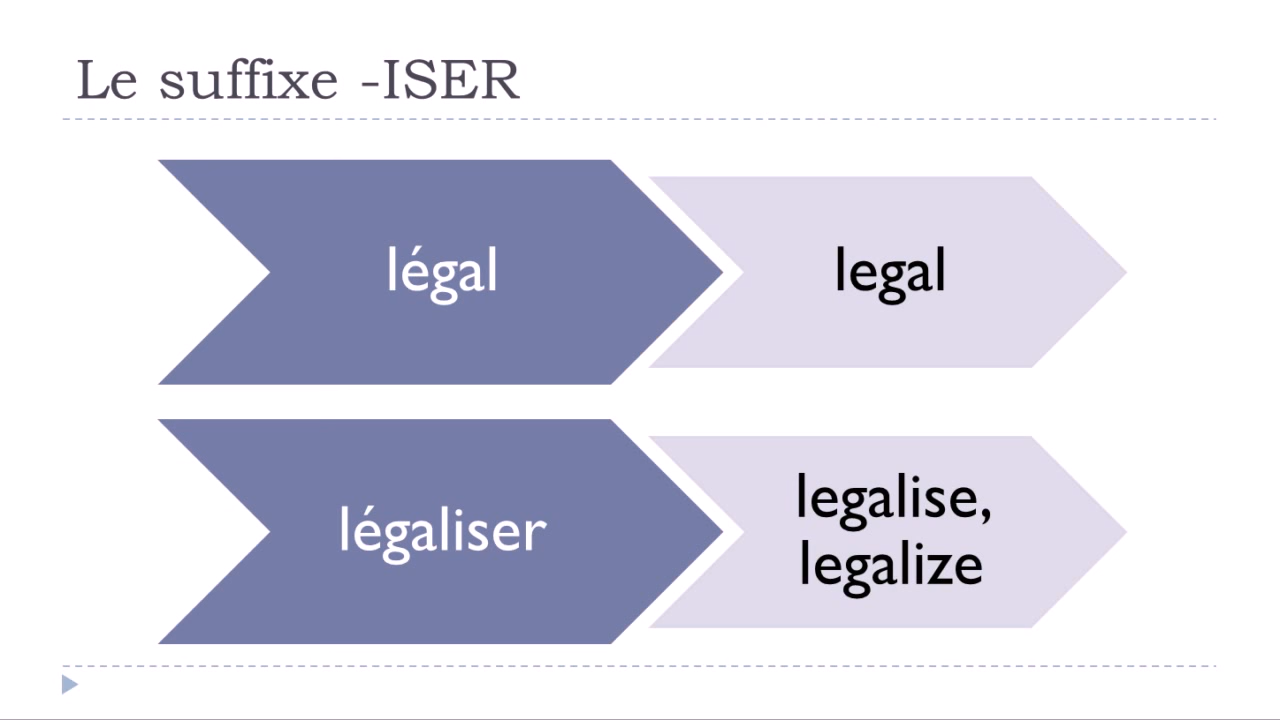 Le suffixe -ISER
légal
legal
légaliser
legalise,
legalize